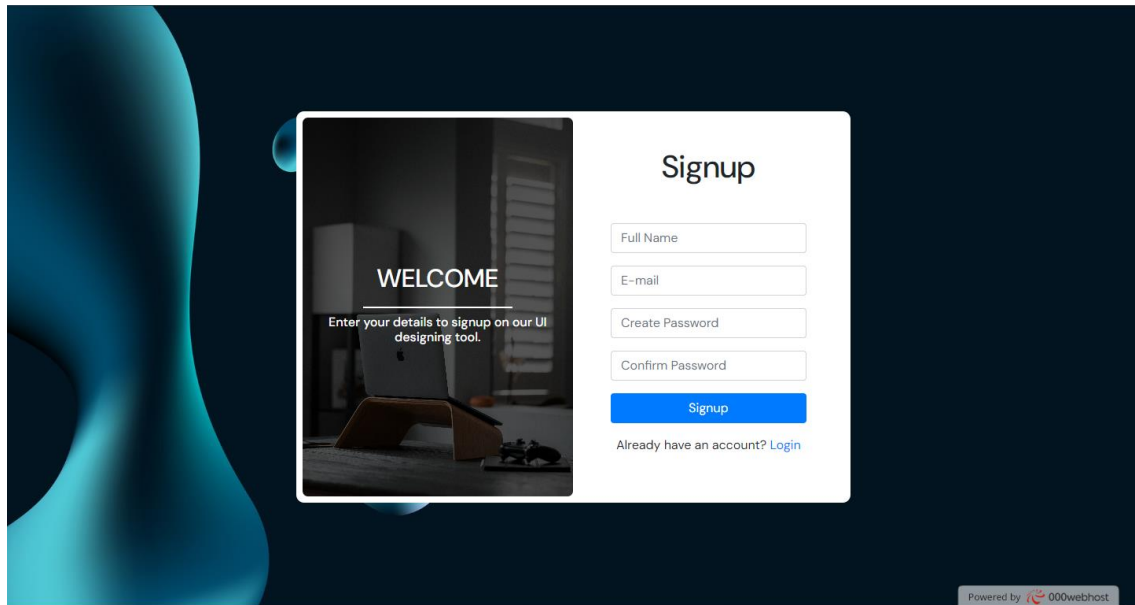 Signup
Full Name
WELCOME
E-mail
Enter your details to signup on our UI
designing tool.
Create Password
Confirm Password
Signup
Already have an account? Login
Powered by 000webhost